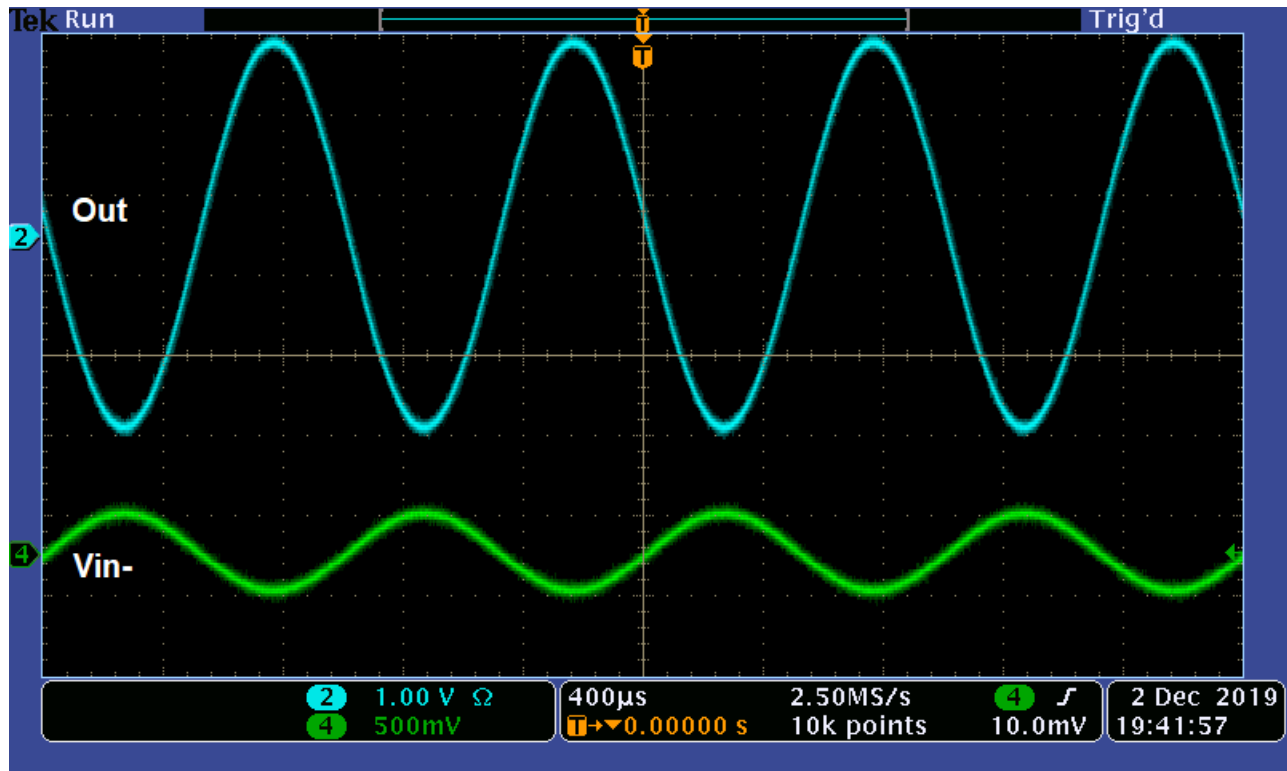 Tek Run Trig'd
T
T
Out
2
4
Vin-
2 1.00 V Ω
4 500mV
400µs 2.50MS/s 4
T→▼0.00000 s 10k points 10.0mV
2 Dec 2019
19:41:57